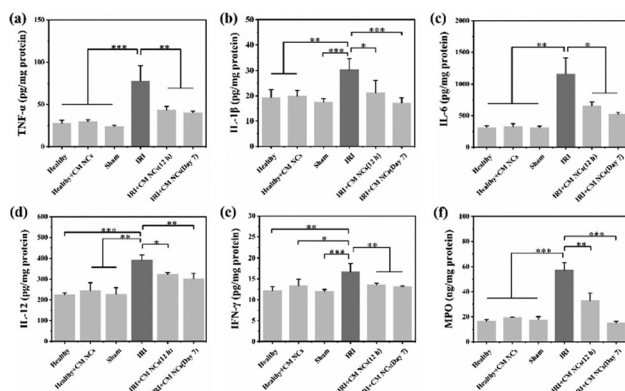 (a)
TNF-α (pg/mg protein)
150
100
50
0
***
**
Healthy
Healthy+CM NCs
Sham
IRI
IRI+CM NCs(12 h)
IRI+CM NCs(Day 7)
(b)
IL-1β (pg/mg protein)
50
40
30
20
10
0
***
**
***
*
Healthy
Healthy+CM NCs
Sham
IRI
IRI+CM NCs(12 h)
IRI+CM NCs(Day 7)
(c)
IL-6 (pg/mg protein)
2000
1500
1000
500
0
**
*
Healthy
Healthy+CM NCs
Sham
IRI
IRI+CM NCs(12 h)
IRI+CM NCs(Day 7)
(d)
IL-12 (pg/mg protein)
600
500
400
300
200
100
0
**
***
**
*
Healthy
Healthy+CM NCs
Sham
IRI
IRI+CM NCs(12 h)
IRI+CM NCs(Day 7)
(e)
IFN-γ (pg/mg protein)
30
25
20
15
10
5
0
**
*
***
**
Healthy
Healthy+CM NCs
Sham
IRI
IRI+CM NCs(12 h)
IRI+CM NCs(Day 7)
(f)
MPO (ng/mg protein)
100
80
60
40
20
0
***
***
**
Healthy
Healthy+CM NCs
Sham
IRI
IRI+CM NCs(12 h)
IRI+CM NCs(Day 7)